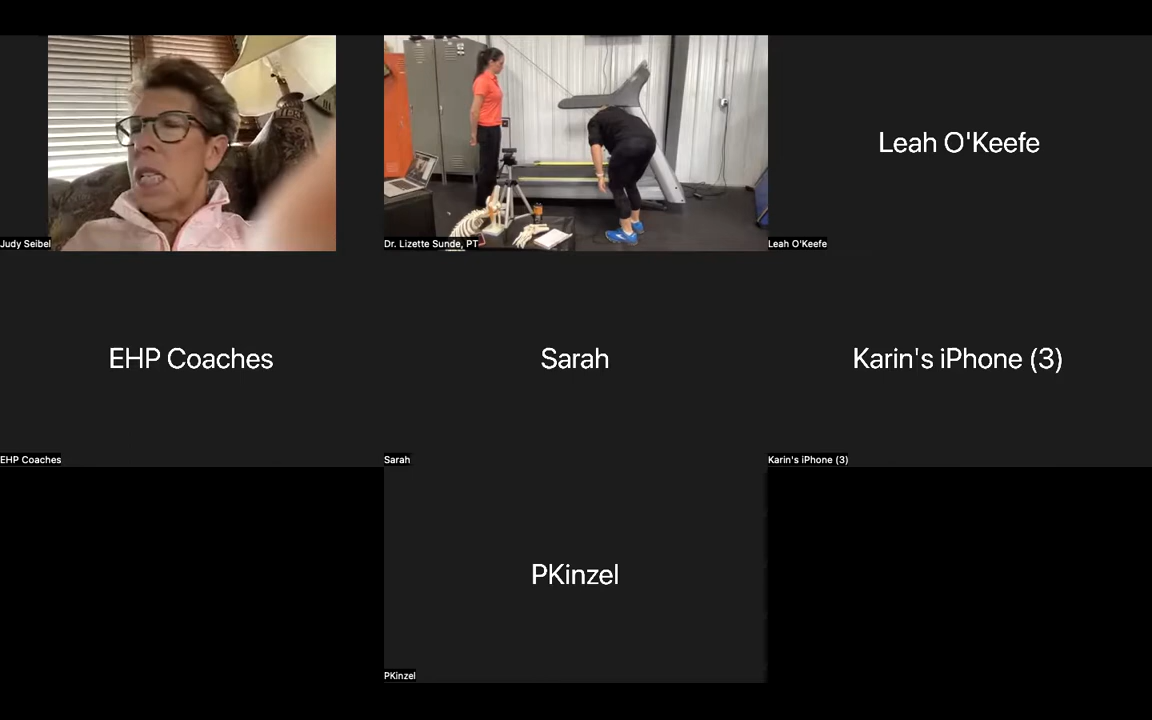 Judy Seibel
Dr. Lizette Sunde, PT
Leah O'Keefe
Leah O'Keefe
EHP Coaches
Sarah
Karin's iPhone (3)
EHP Coaches
Sarah
Karin's iPhone (3)
PKinzel
PKinzel